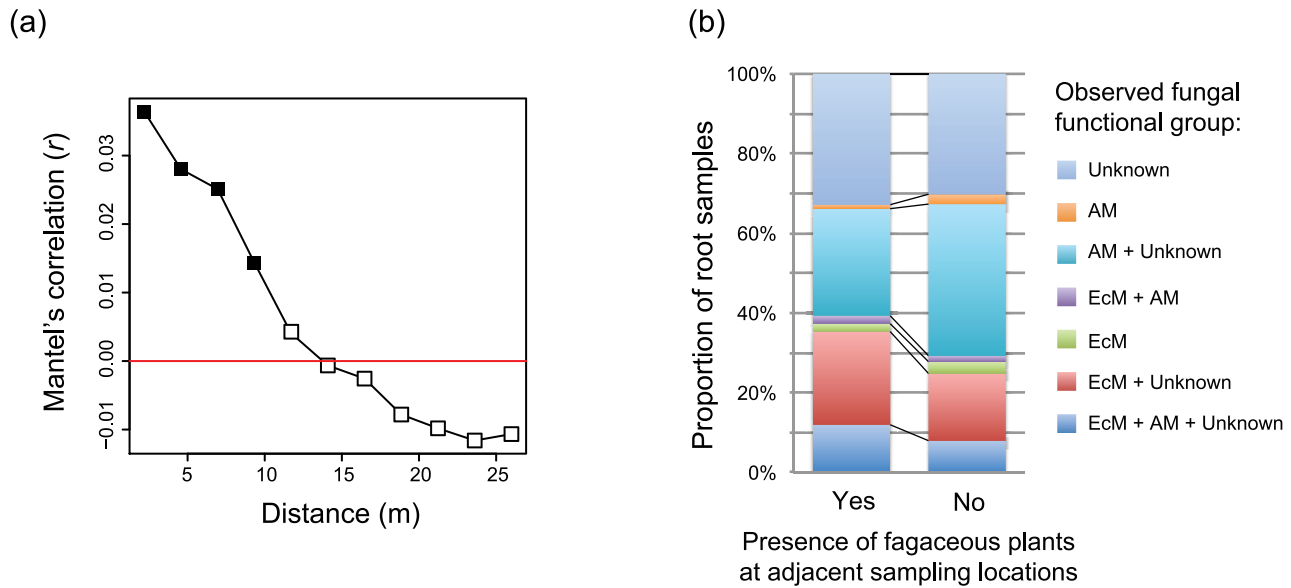 (a)
Mantel's correlation (r)
0.03
0.02
0.01
0.00
−0.01
5
10
15
20
25
Distance (m)
(b)
Proportion of root samples
100%
80%
60%
40%
20%
0%
Yes
No
Presence of fagaceous plants
at adjacent sampling locations
Observed fungal
functional group:
Unknown
AM
AM + Unknown
EcM + AM
EcM
EcM + Unknown
EcM + AM + Unknown